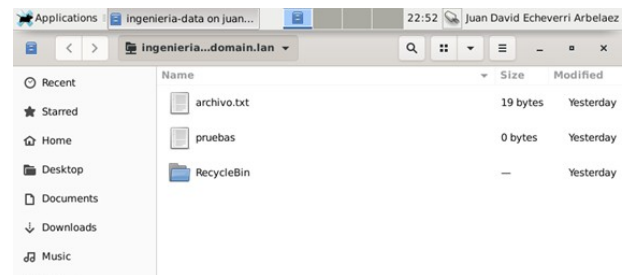 Applications ingenieria-data on juan... 22:52 Juan David Echeverri Arbelaez
ingenieria...domain.lan
Name Size Modified
Recent
archivo.txt 19 bytes Yesterday
Starred
pruebas 0 bytes Yesterday
Home
RecycleBin — Yesterday
Desktop
Documents
Downloads
Music